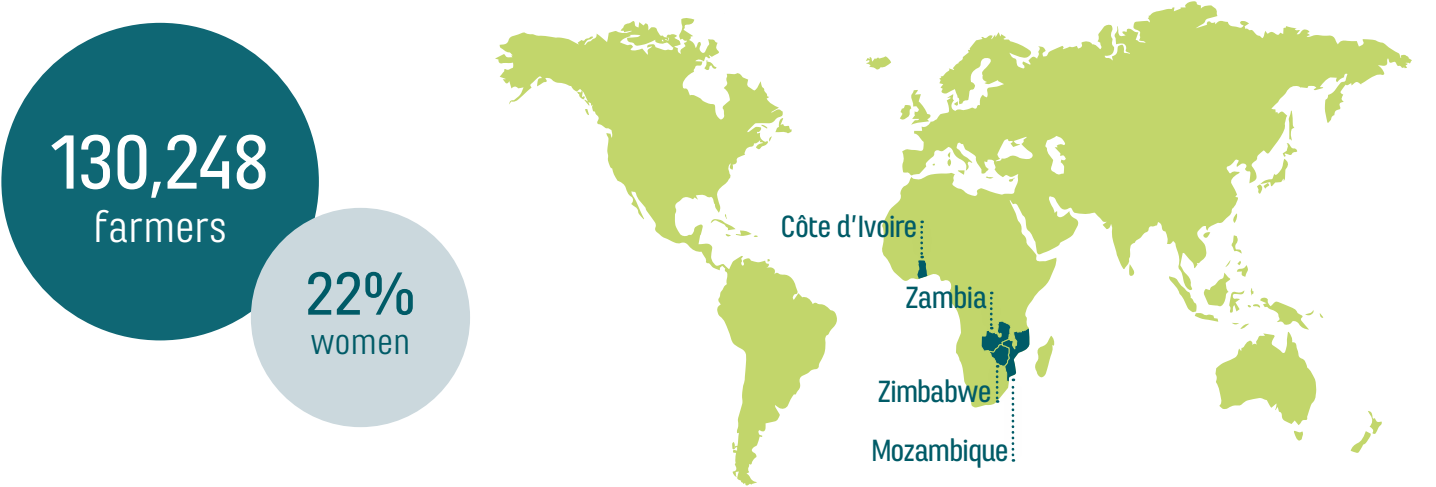 130,248
farmers
22%
women
Côte d’Ivoire
Zambia
Zimbabwe
Mozambique